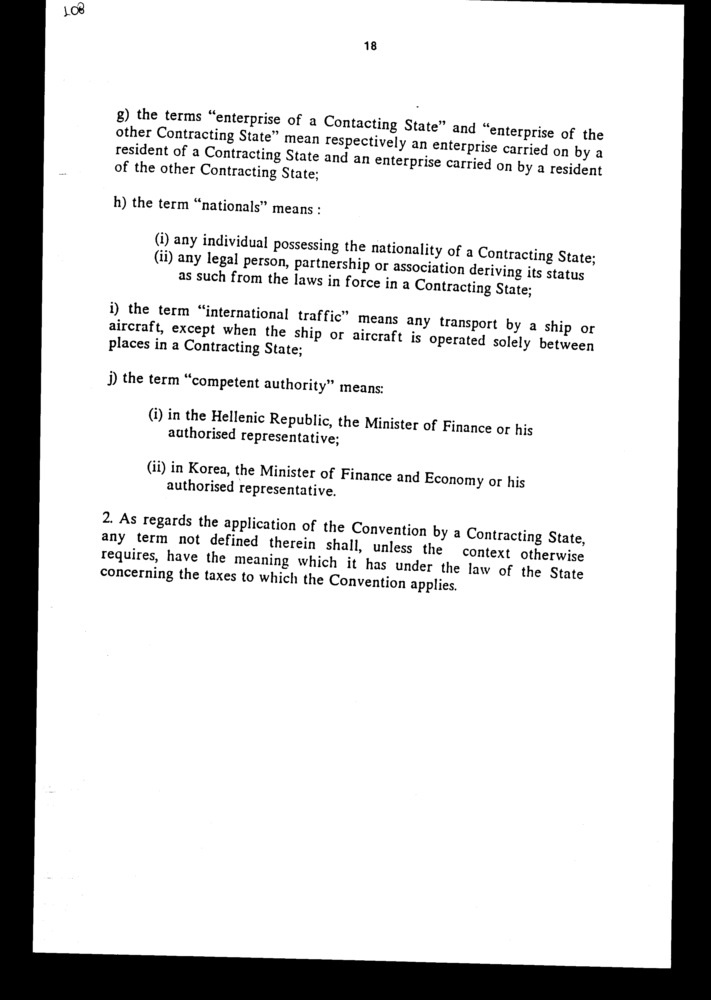 108
18
g) the terms “enterprise of a Contacting State” and “enterprise of the
other Contracting State” mean respectively an enterprise carried on by a
resident of a Contracting State and an enterprise carried on by a resident
of the other Contracting State;
h) the term “nationals” means :
(i) any individual possessing the nationality of a Contracting State;
(ii) any legal person, partnership or association deriving its status
as such from the laws in force in a Contracting State;
i) the term “international traffic” means any transport by a ship or
aircraft, except when the ship or aircraft is operated solely between
places in a Contracting State;
j) the term “competent authority” means:
(i) in the Hellenic Republic, the Minister of Finance or his
authorised representative;
(ii) in Korea, the Minister of Finance and Economy or his
authorised representative.
2. As regards the application of the Convention by a Contracting State,
any term not defined therein shall, unless the context otherwise
requires, have the meaning which it has under the law of the State
concerning the taxes to which the Convention applies.